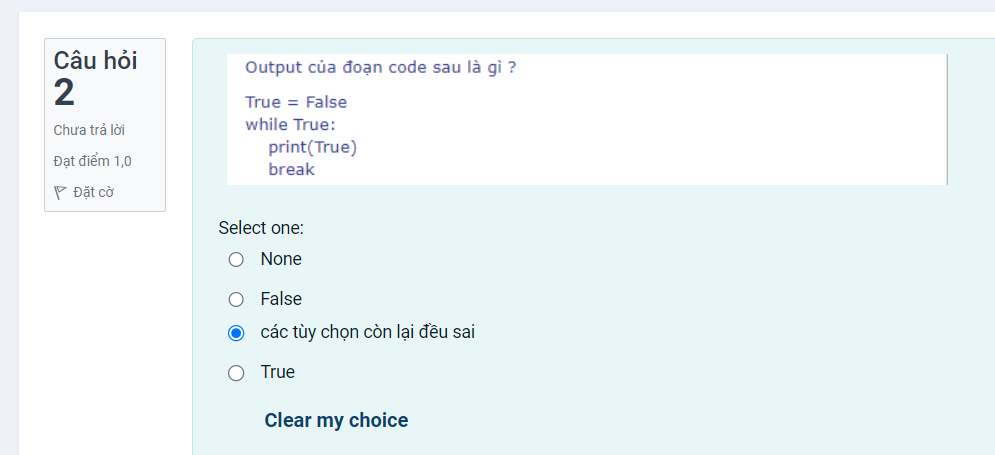 Câu hỏi
2
Chưa trả lời
Đạt điểm 1,0
Đặt cờ
Output của đoạn code sau là gì ?
True = False
while True:
print(True)
break
Select one:
None
False
các tùy chọn còn lại đều sai
True
Clear my choice